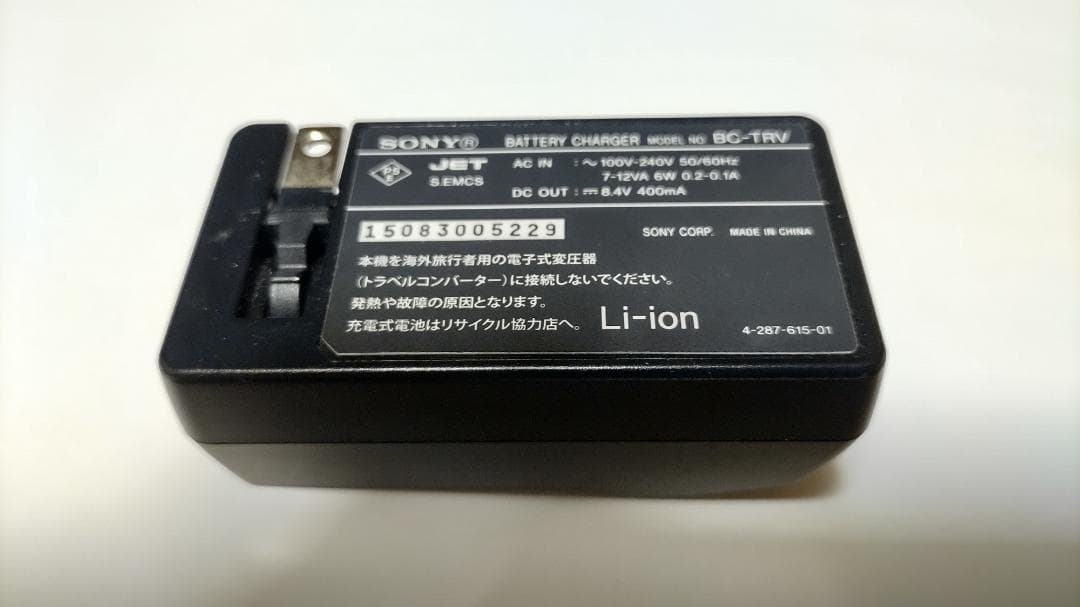 SONY® BATTERY CHARGER MODEL NO. BC-TRV
PS E JET AC IN : ~ 100V-240V 50/60Hz
S.EMCS 7-12VA 6W 0.2-0.1A
DC OUT : ⎓ 8.4V 400mA
15083005229 SONY CORP. MADE IN CHINA
本機を海外旅行者用の電子式変圧器
(トラベルコンバーター)に接続しないでください。
発熱や故障の原因となります。
充電式電池はリサイクル協力店へ。 Li-ion 4-287-615-01